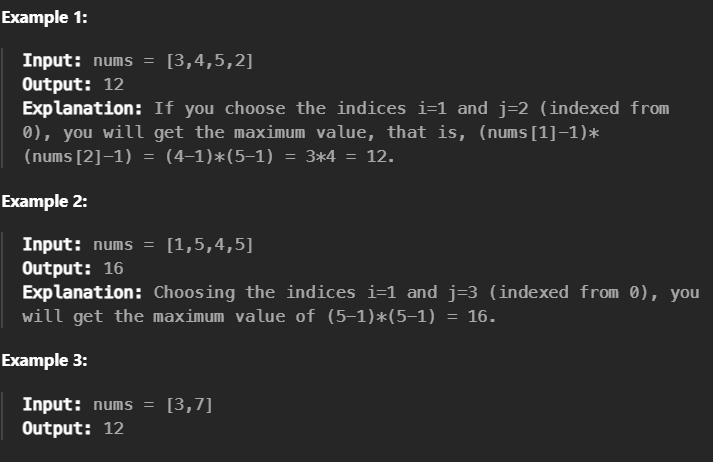 Example 1:
Input: nums = [3,4,5,2]
Output: 12
Explanation: If you choose the indices i=1 and j=2 (indexed from
0), you will get the maximum value, that is, (nums[1]-1)*
(nums[2]-1) = (4-1)*(5-1) = 3*4 = 12.
Example 2:
Input: nums = [1,5,4,5]
Output: 16
Explanation: Choosing the indices i=1 and j=3 (indexed from 0), you
will get the maximum value of (5-1)*(5-1) = 16.
Example 3:
Input: nums = [3,7]
Output: 12